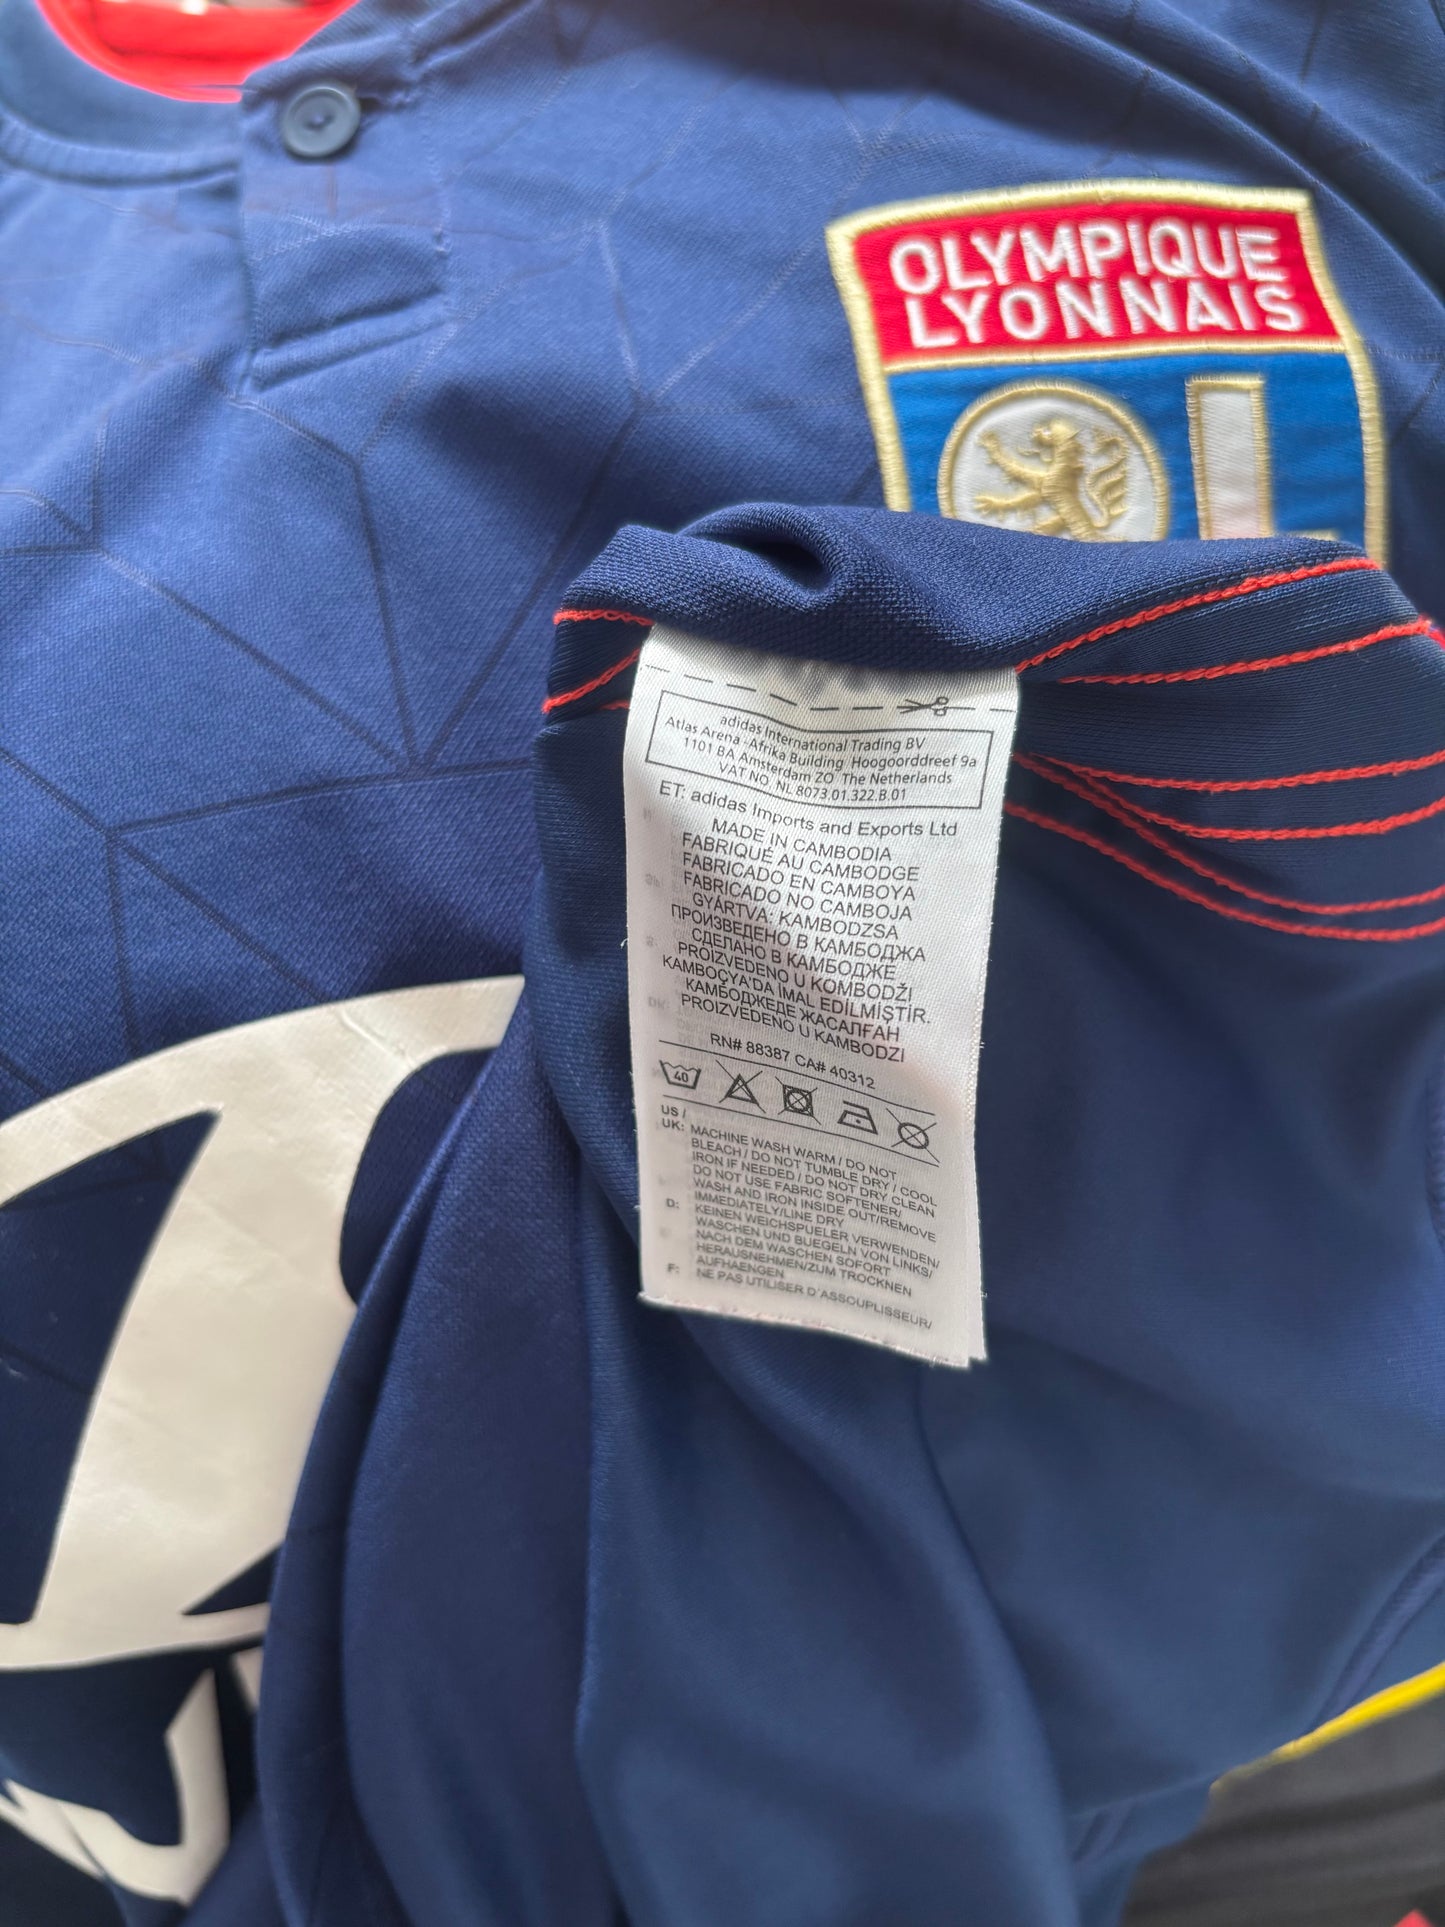 OLYMPIQUE
LYONNAIS
adidas International Trading BV
Atlas Arena -Afrika Building Hoogoorddreef 9a
1101 BA Amsterdam ZO The Netherlands
VAT NO. NL 8073.01.322.B.01
ET: adidas Imports and Exports Ltd
MADE IN CAMBODIA
FABRIQUÉ AU CAMBODGE
FABRICADO EN CAMBOYA
FABRICADO NO CAMBOJA
GYÁRTVA: KAMBODZSA
ПРОИЗВЕДЕНО В КАМБОДЖА
СДЕЛАНО В КАМБОДЖЕ
PROIZVEDENO U KOMBODŽI
KAMBOÇYA'DA İMAL EDİLMİŞTİR.
КАМБОДЖЕДЕ ЖАСАЛҒАН
PROIZVEDENO U KAMBODZI
RN# 88387 CA# 40312
40
US /
UK: MACHINE WASH WARM / DO NOT
BLEACH / DO NOT TUMBLE DRY / COOL
IRON IF NEEDED / DO NOT DRY CLEAN
DO NOT USE FABRIC SOFTENER/
WASH AND IRON INSIDE OUT/REMOVE
IMMEDIATELY/LINE DRY
D: KEINEN WEICHSPUELER VERWENDEN/
WASCHEN UND BUEGELN VON LINKS/
NACH DEM WASCHEN SOFORT
HERAUSNEHMEN/ZUM TROCKNEN
AUFHAENGEN
F: NE PAS UTILISER D'ASSOUPLISSEUR/